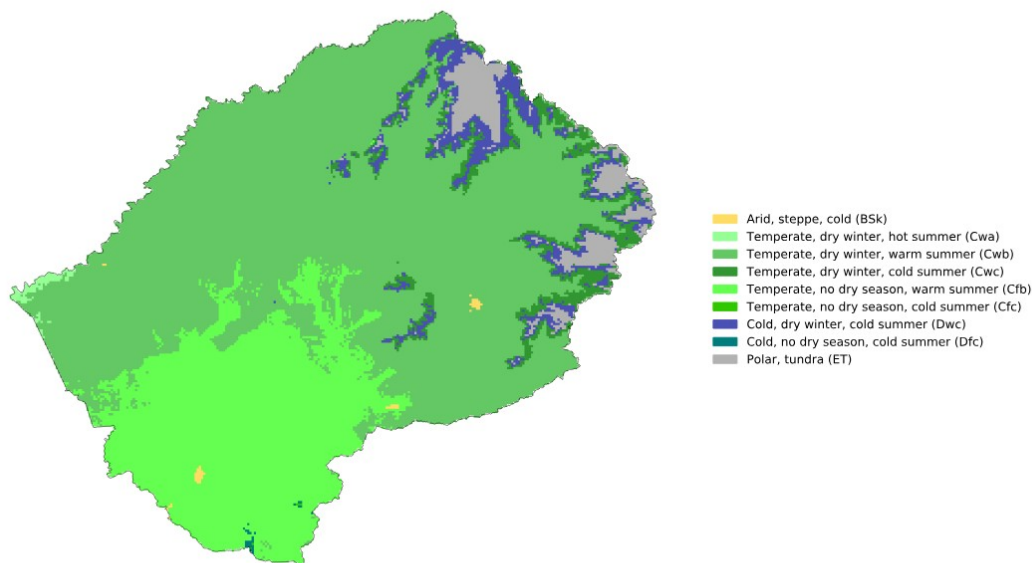 Arid, steppe, cold (BSk)
Temperate, dry winter, hot summer (Cwa)
Temperate, dry winter, warm summer (Cwb)
Temperate, dry winter, cold summer (Cwc)
Temperate, no dry season, warm summer (Cfb)
Temperate, no dry season, cold summer (Cfc)
Cold, dry winter, cold summer (Dwc)
Cold, no dry season, cold summer (Dfc)
Polar, tundra (ET)